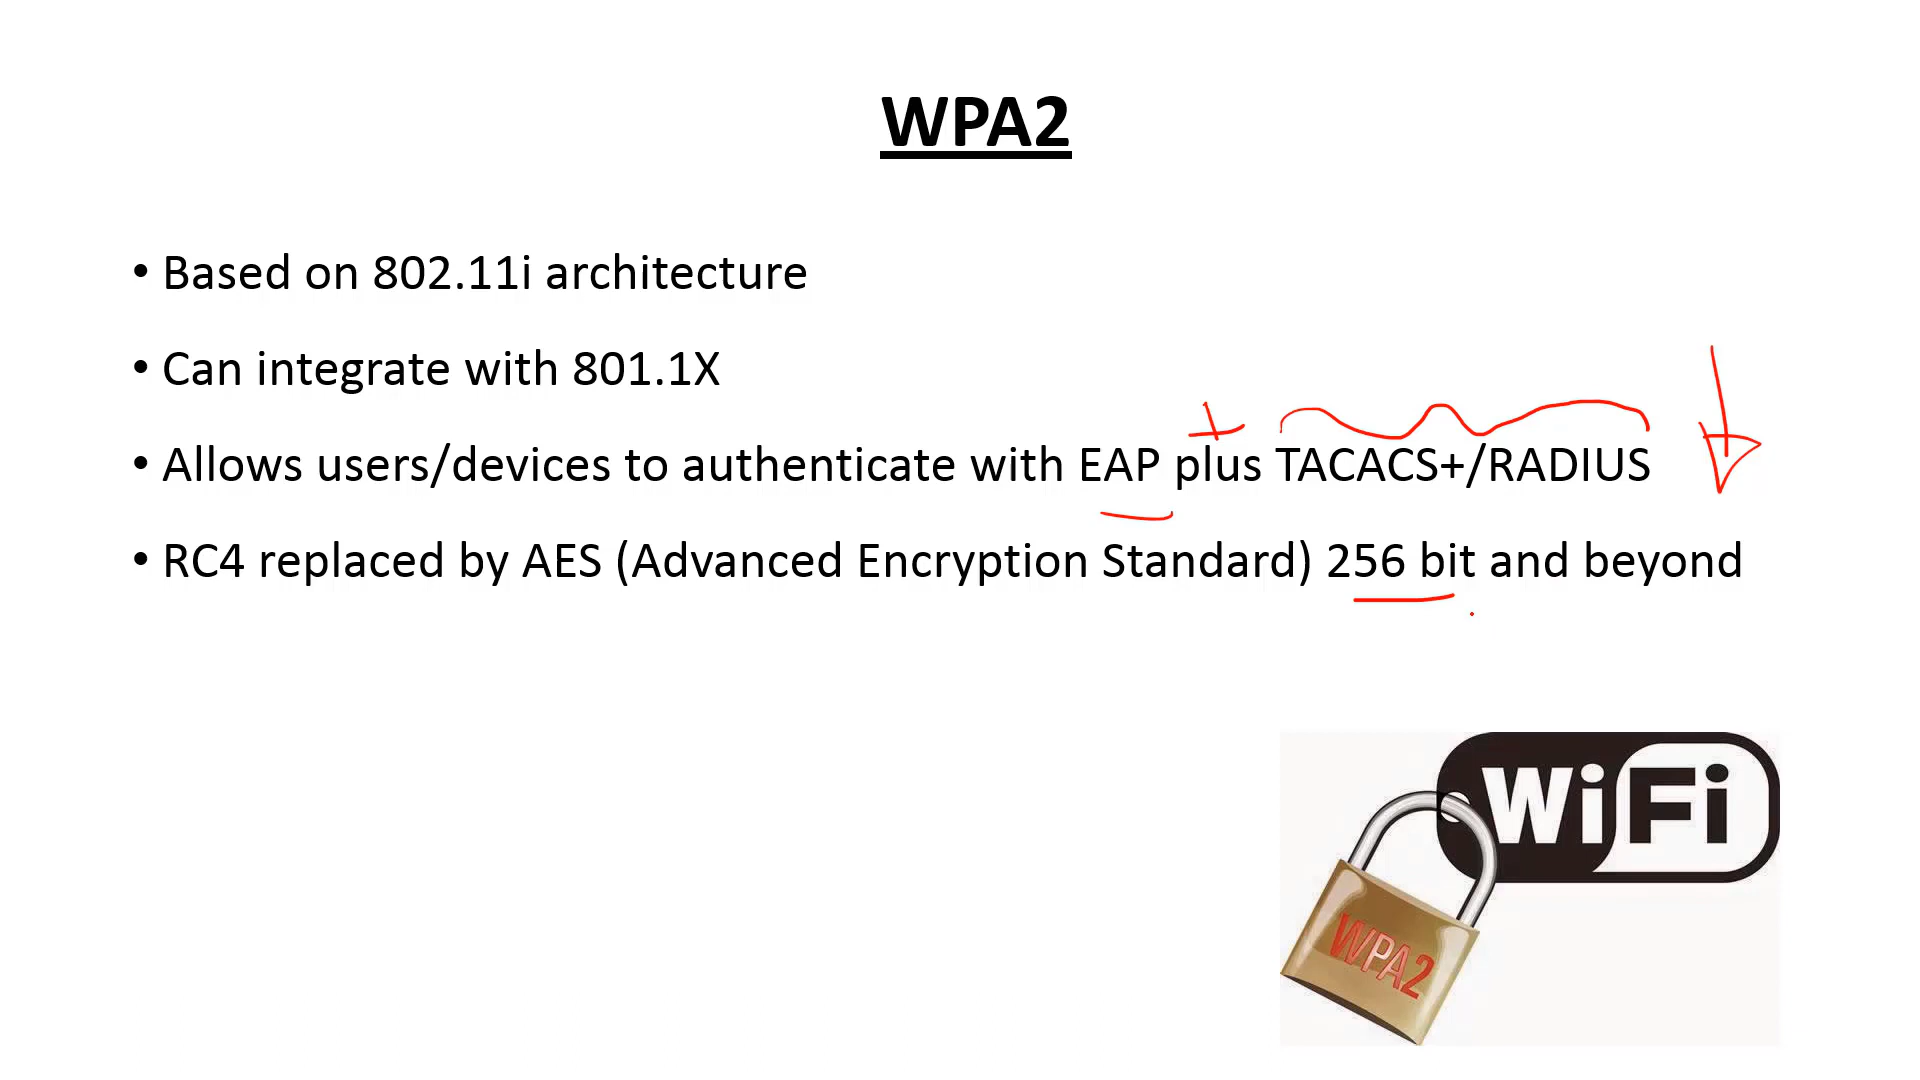 WPA2
• Based on 802.11i architecture
• Can integrate with 801.1X
+
• Allows users/devices to authenticate with EAP plus TACACS+/RADIUS
• RC4 replaced by AES (Advanced Encryption Standard) 256 bit and beyond
WiFi
WPA2